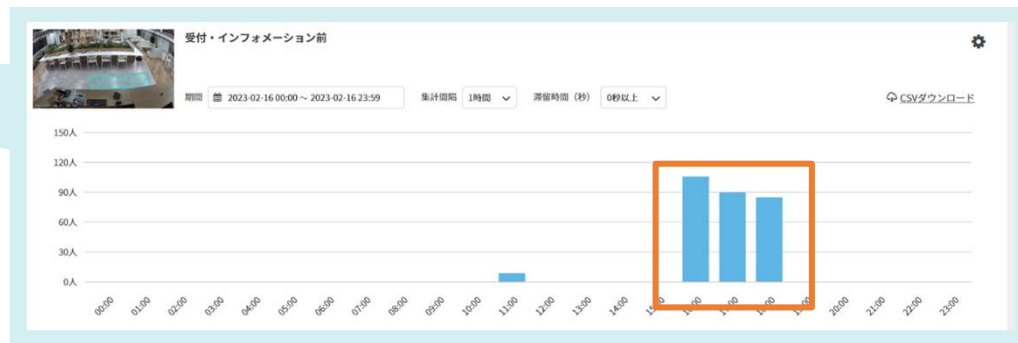 受付・インフォメーション前
期間 2023-02-16 00:00 ~ 2023-02-16 23:59 集計間隔 1時間 滞留時間（秒） 0秒以上 CSVダウンロード
150人
120人
90人
60人
30人
0人
00:00 01:00 02:00 03:00 04:00 05:00 06:00 07:00 08:00 09:00 10:00 11:00 12:00 13:00 14:00 20:00 21:00 22:00 23:00